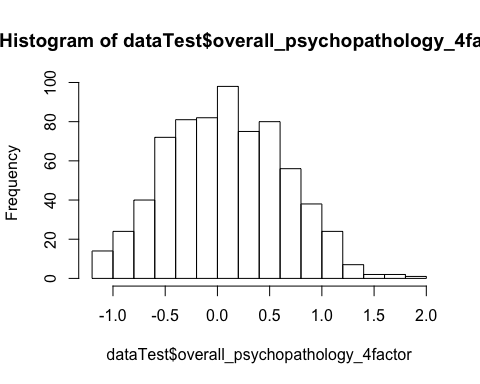 Histogram of dataTest$overall_psychopathology_4fa
100
80
60
40
20
0
Frequency
-1.0 -0.5 0.0 0.5 1.0 1.5 2.0
dataTest$overall_psychopathology_4factor